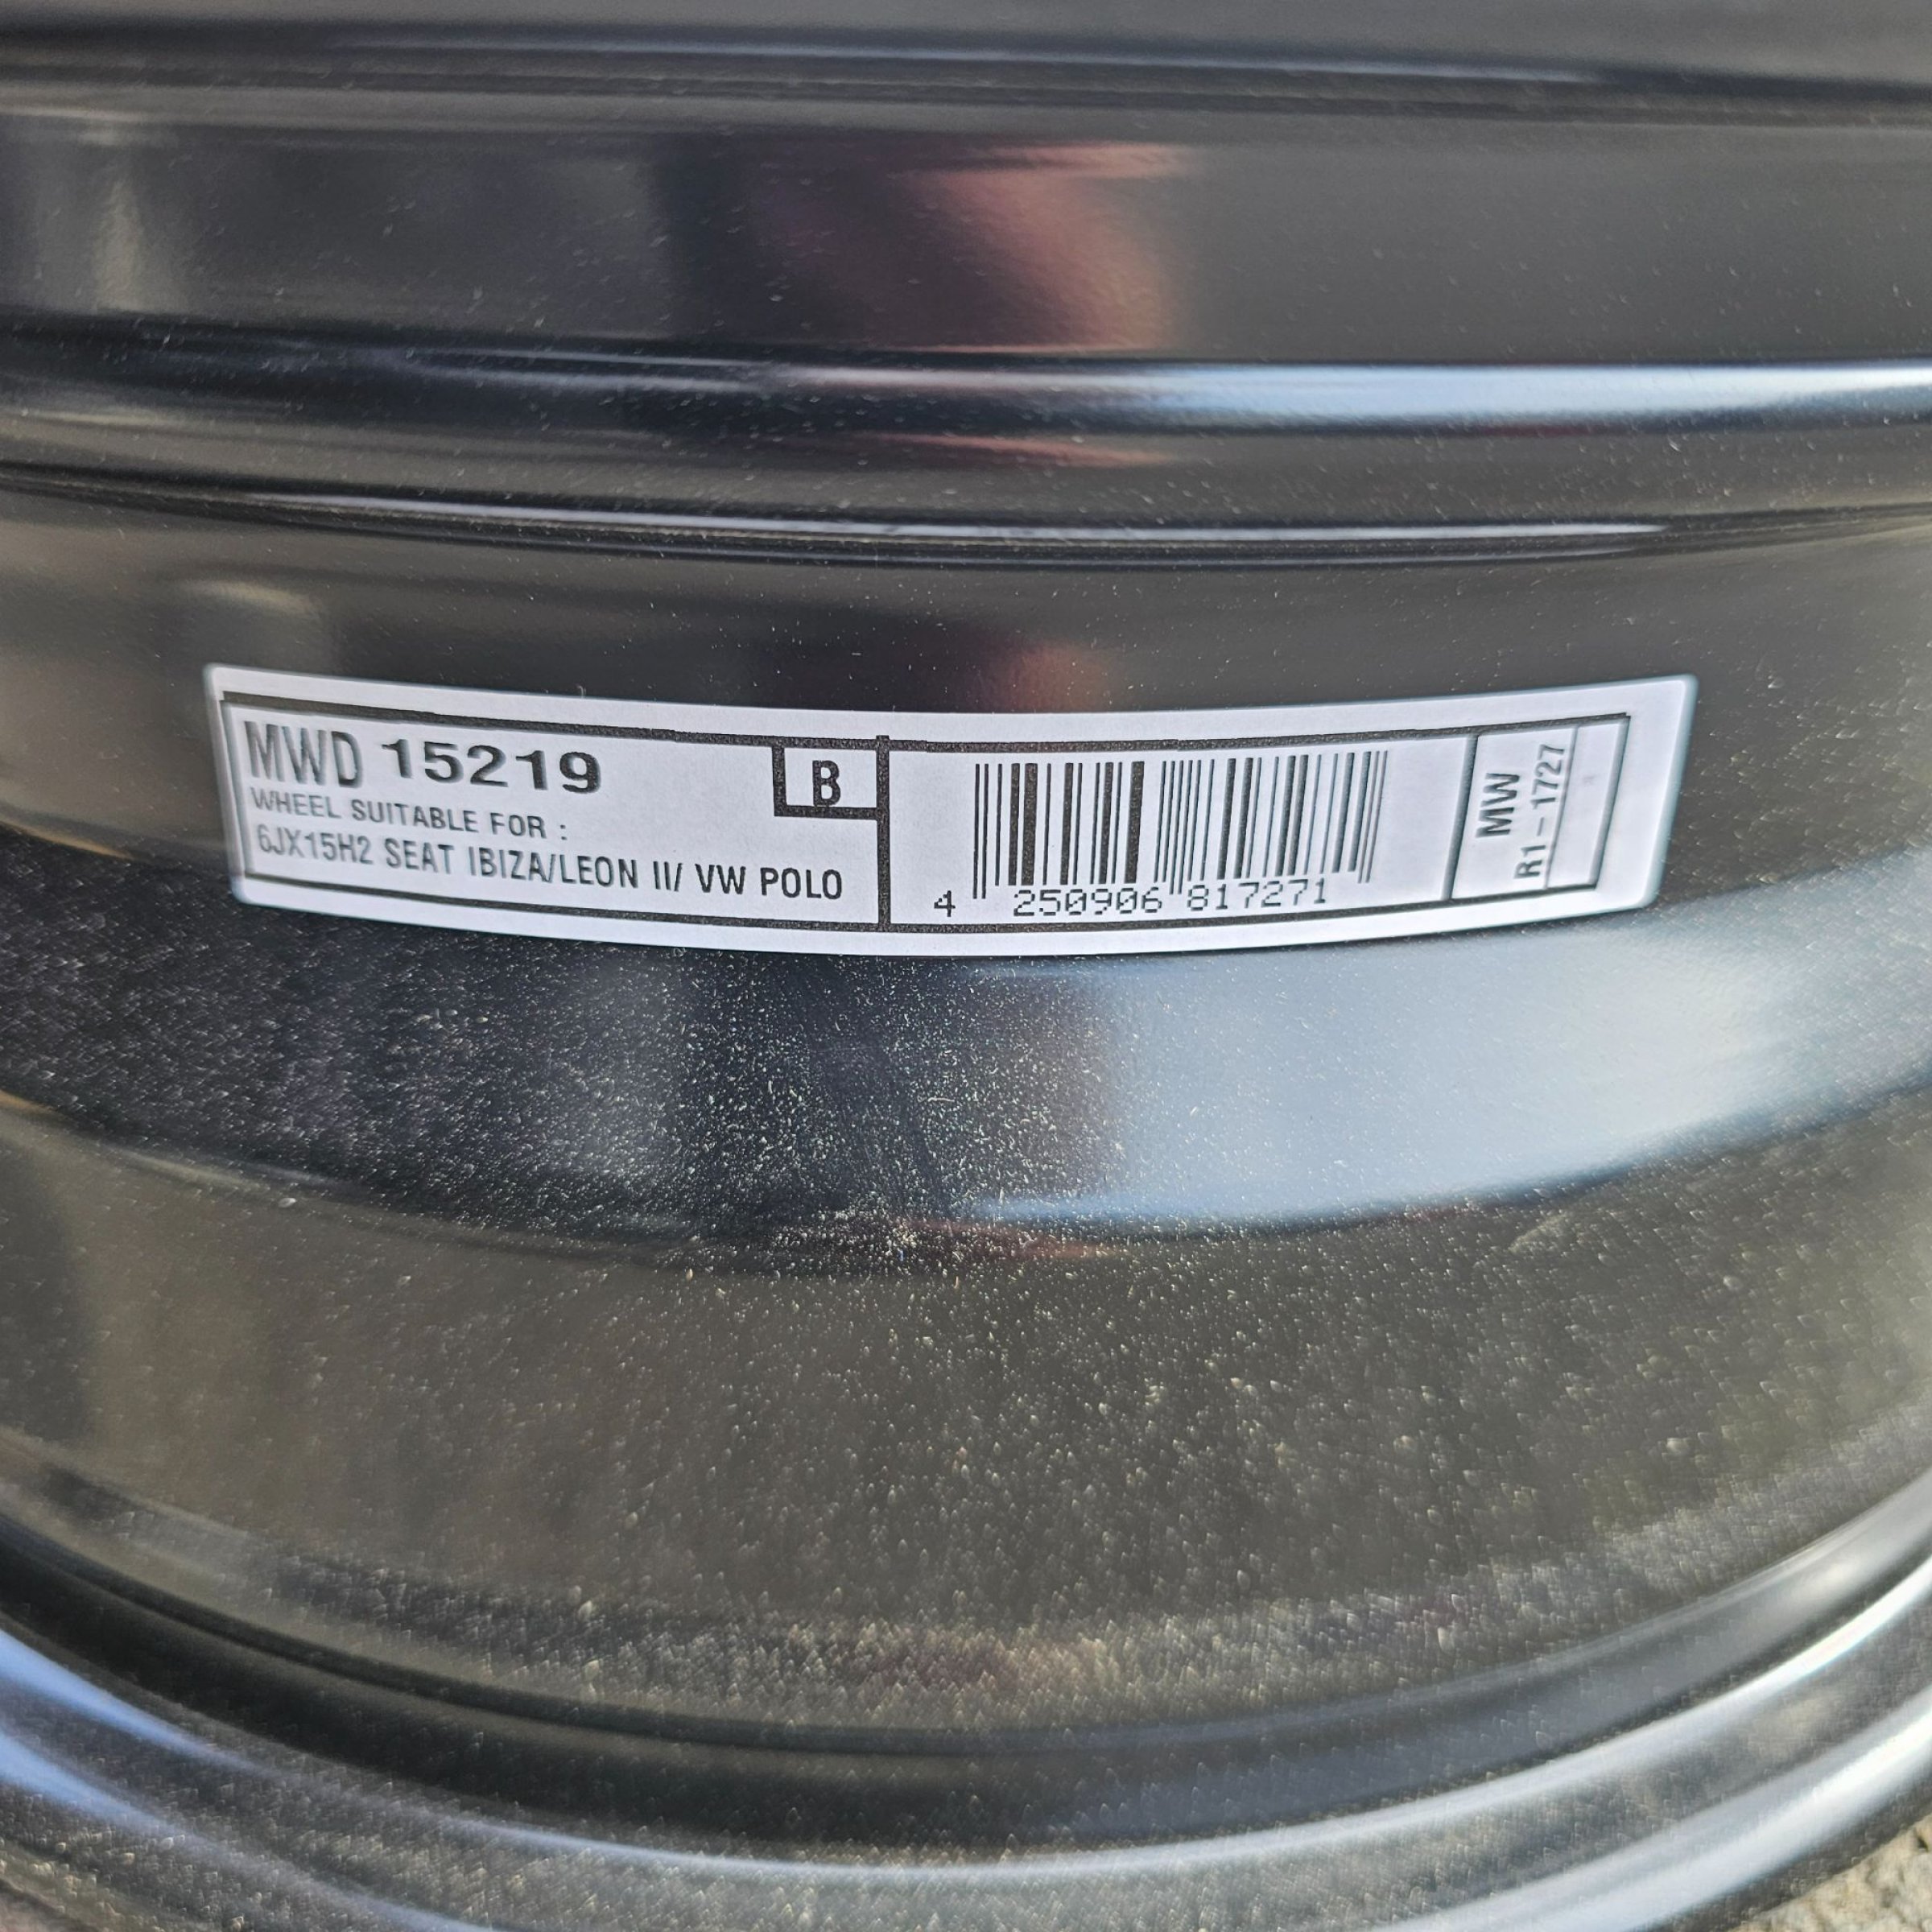 MWD 15219
B
WHEEL SUITABLE FOR :
6JX15H2 SEAT IBIZA/LEON II/ VW POLO
4 250906 817271
MW
R1-1727